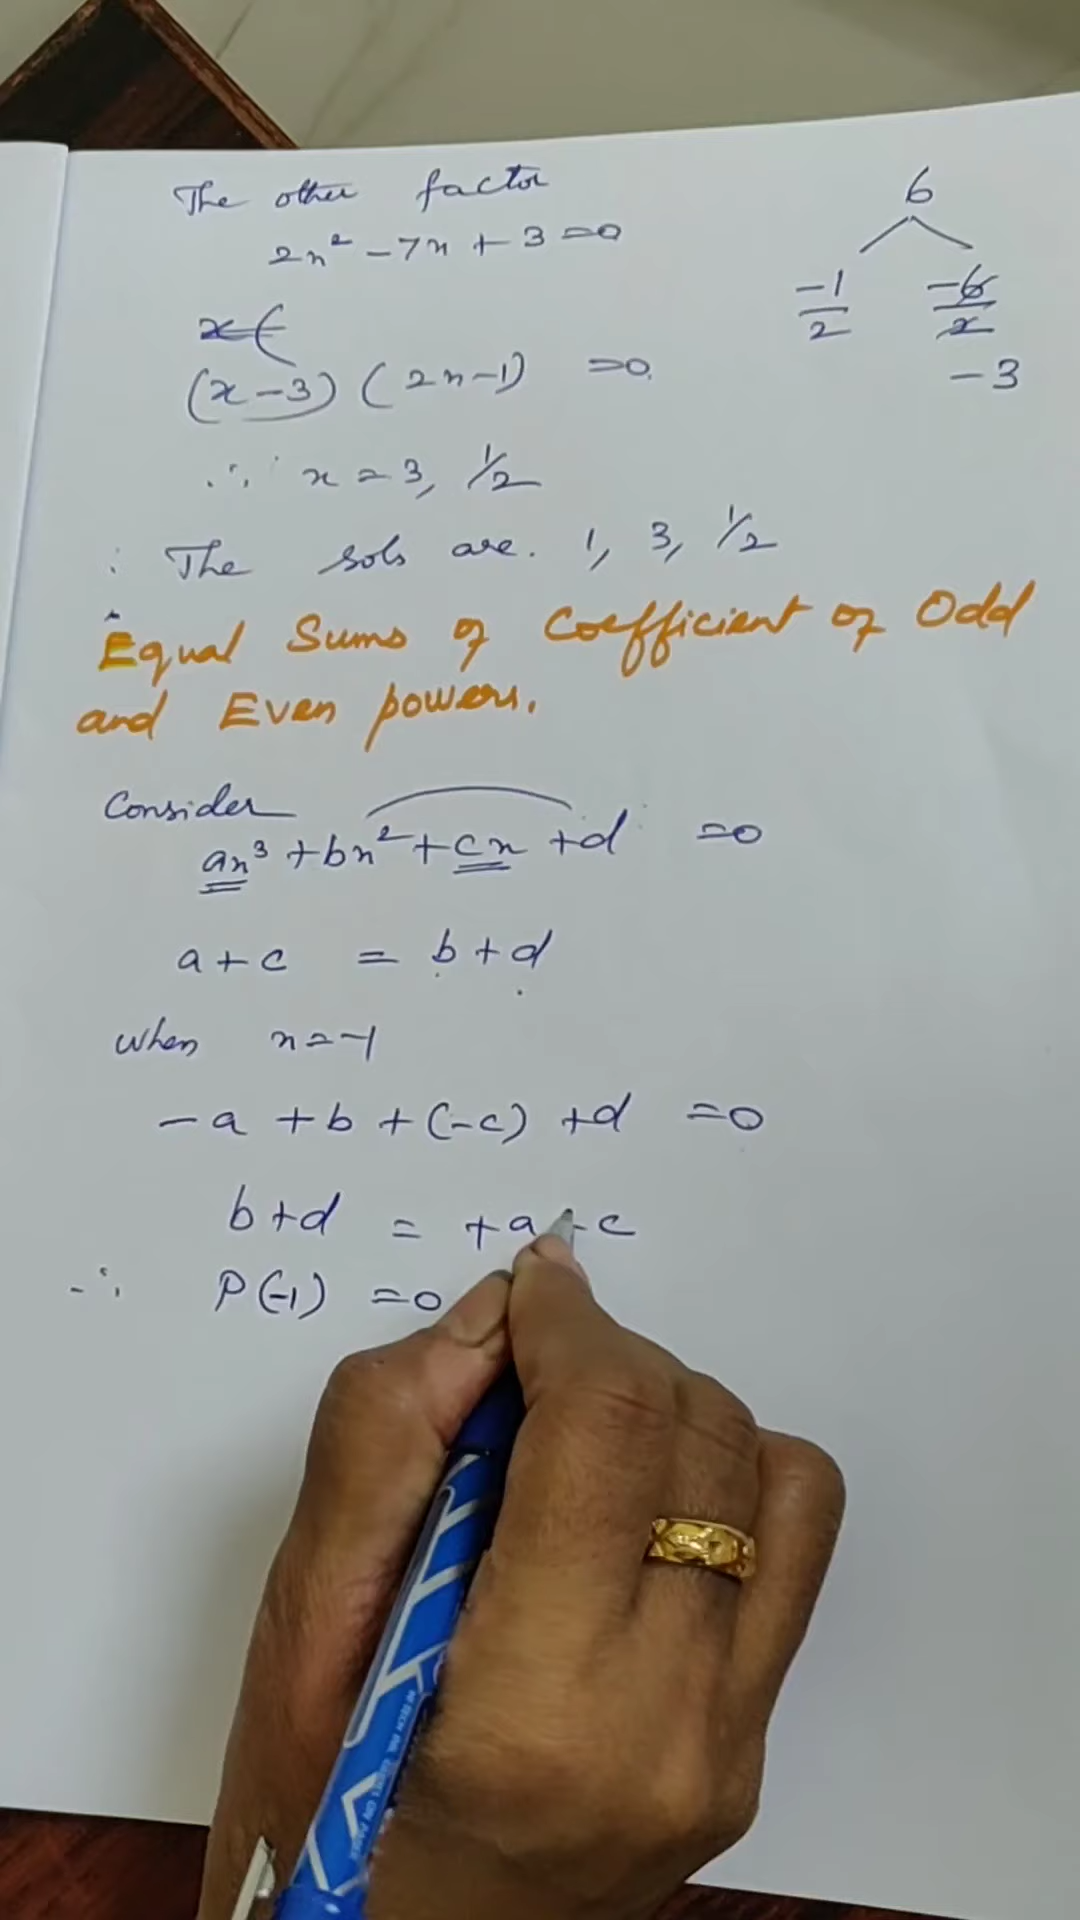 The other factor
2x² - 7x + 3 = 0
6
-1/2 -6/2
-3
x(
(x-3) (2x-1) = 0
∴ x = 3, 1/2
∴ The sols are. 1, 3, 1/2
Equal Sums of Coefficient of Odd
and Even powers.
Consider
ax³ + bx² + cx + d = 0
a + c = b + d
when x = -1
-a + b + (-c) + d = 0
b + d = +a + c
∴ P(-1) = 0